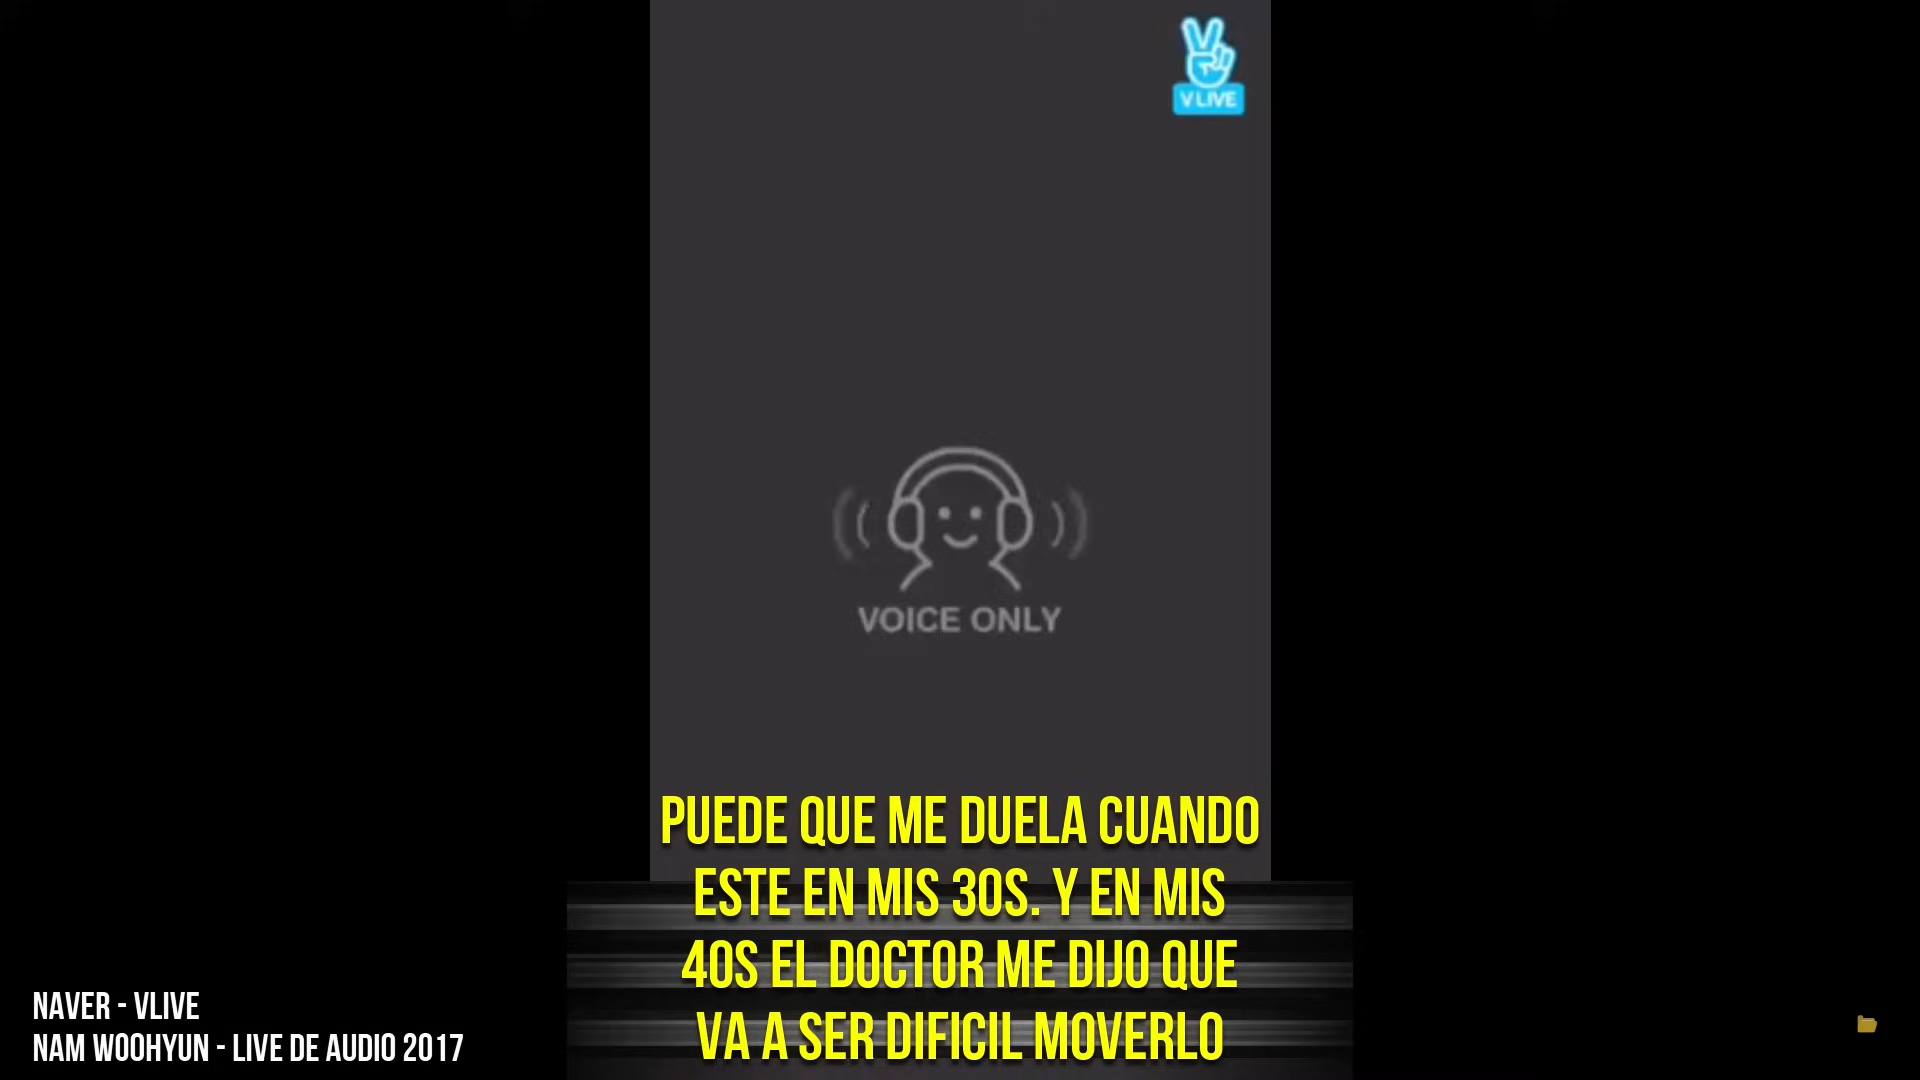 V LIVE
VOICE ONLY
PUEDE QUE ME DUELA CUANDO
ESTE EN MIS 30S. Y EN MIS
40S EL DOCTOR ME DIJO QUE
VA A SER DIFICIL MOVERLO
NAVER - VLIVE
NAM WOOHYUN - LIVE DE AUDIO 2017